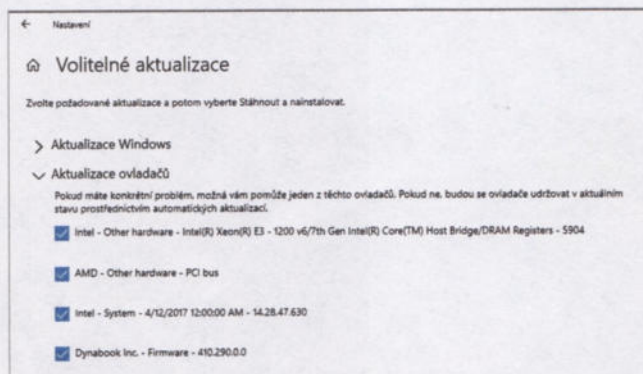 Nastavení
Volitelné aktualizace
Zvolte požadované aktualizace a potom vyberte Stáhnout a nainstalovat.
Aktualizace Windows
Aktualizace ovladačů
Pokud máte konkrétní problém, možná vám pomůže jeden z těchto ovladačů. Pokud ne, budou se ovladače udržovat v aktuálním
stavu prostřednictvím automatických aktualizací.
Intel - Other hardware - Intel(R) Xeon(R) E3 - 1200 v6/7th Gen Intel(R) Core(TM) Host Bridge/DRAM Registers - 5904
AMD - Other hardware - PCI bus
Intel - System - 4/12/2017 12:00:00 AM - 14.28.47.630
Dynabook Inc. - Firmware - 410.290.0.0